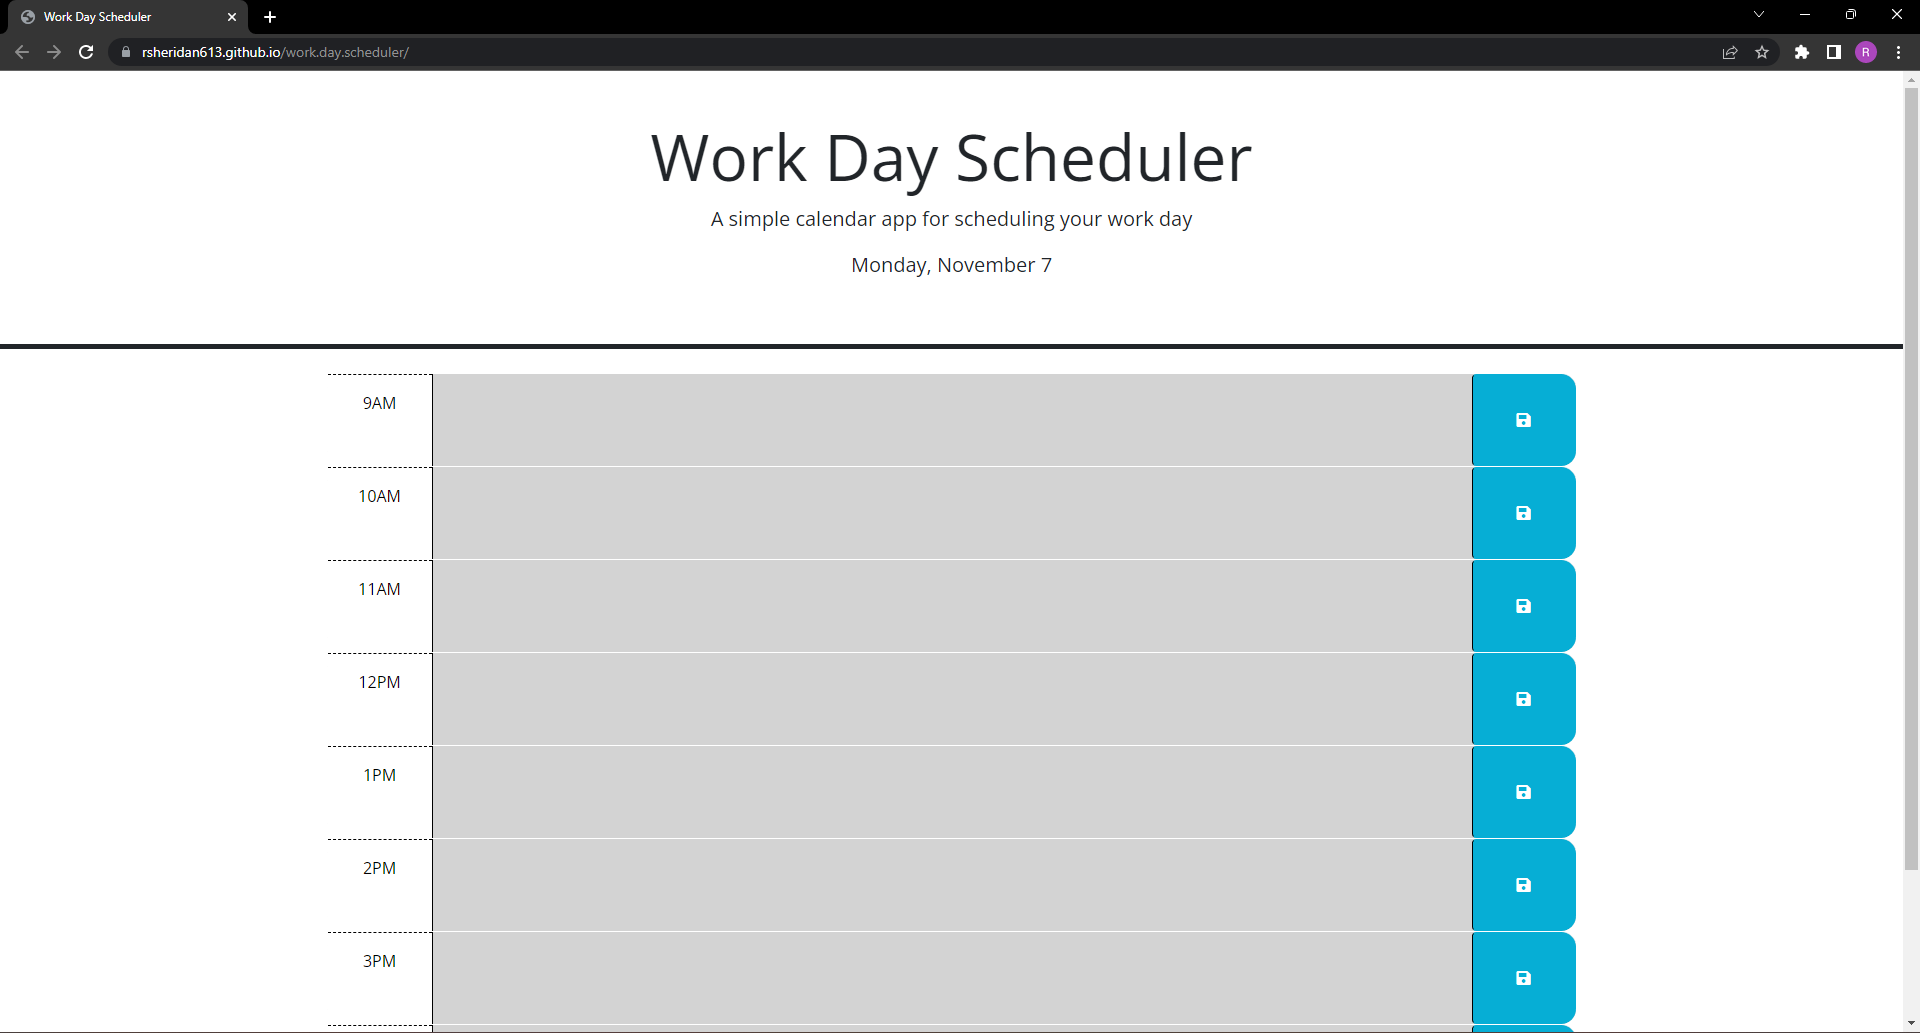 Work Day Scheduler
rsheridan613.github.io/work.day.scheduler/
R
Work Day Scheduler
A simple calendar app for scheduling your work day
Monday, November 7
9AM
10AM
11AM
12PM
1PM
2PM
3PM